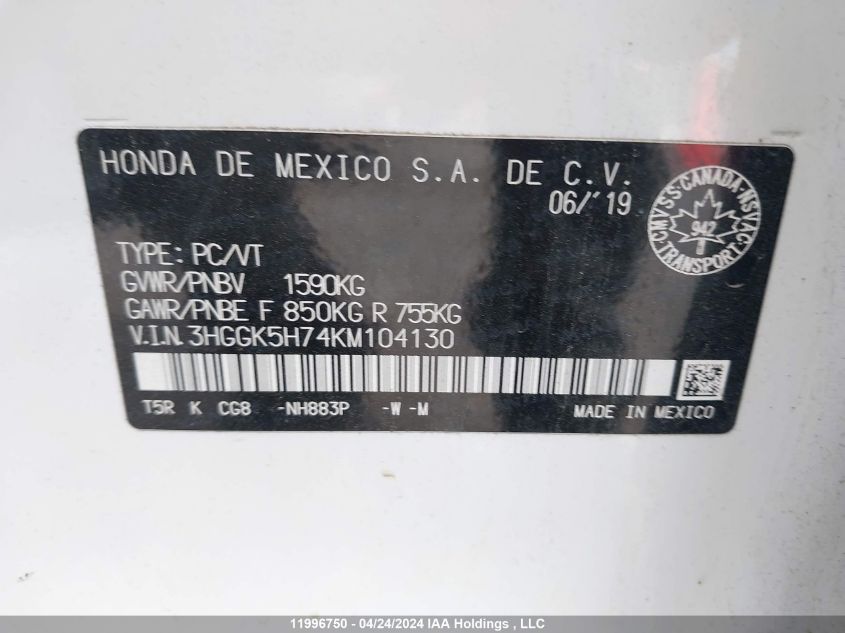 HONDA DE MEXICO S.A. DE C.V.
06/'19
CMVSS·CANADA·NSVAC
942
TRANSPORT
TYPE: PC/VT
GVWR/PNBV 1590KG
GAWR/PNBE F 850KG R 755KG
V.I.N. 3HGGK5H74KM104130
T5R K CG8 -NH883P -W -M MADE IN MEXICO
11996750 - 04/24/2024 IAA Holdings , LLC